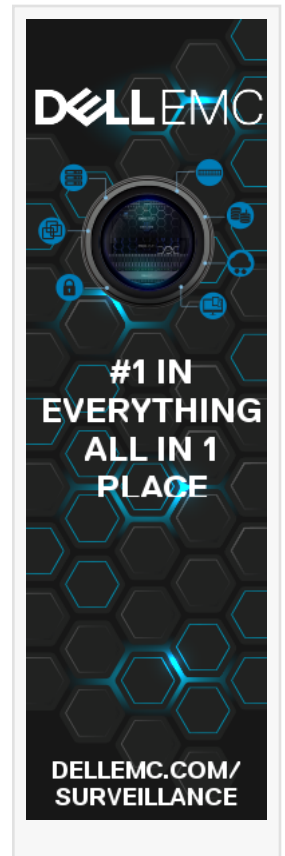 DELLEMC
#1 IN
EVERYTHING
ALL IN 1
PLACE
DELLEMC.COM/
SURVEILLANCE